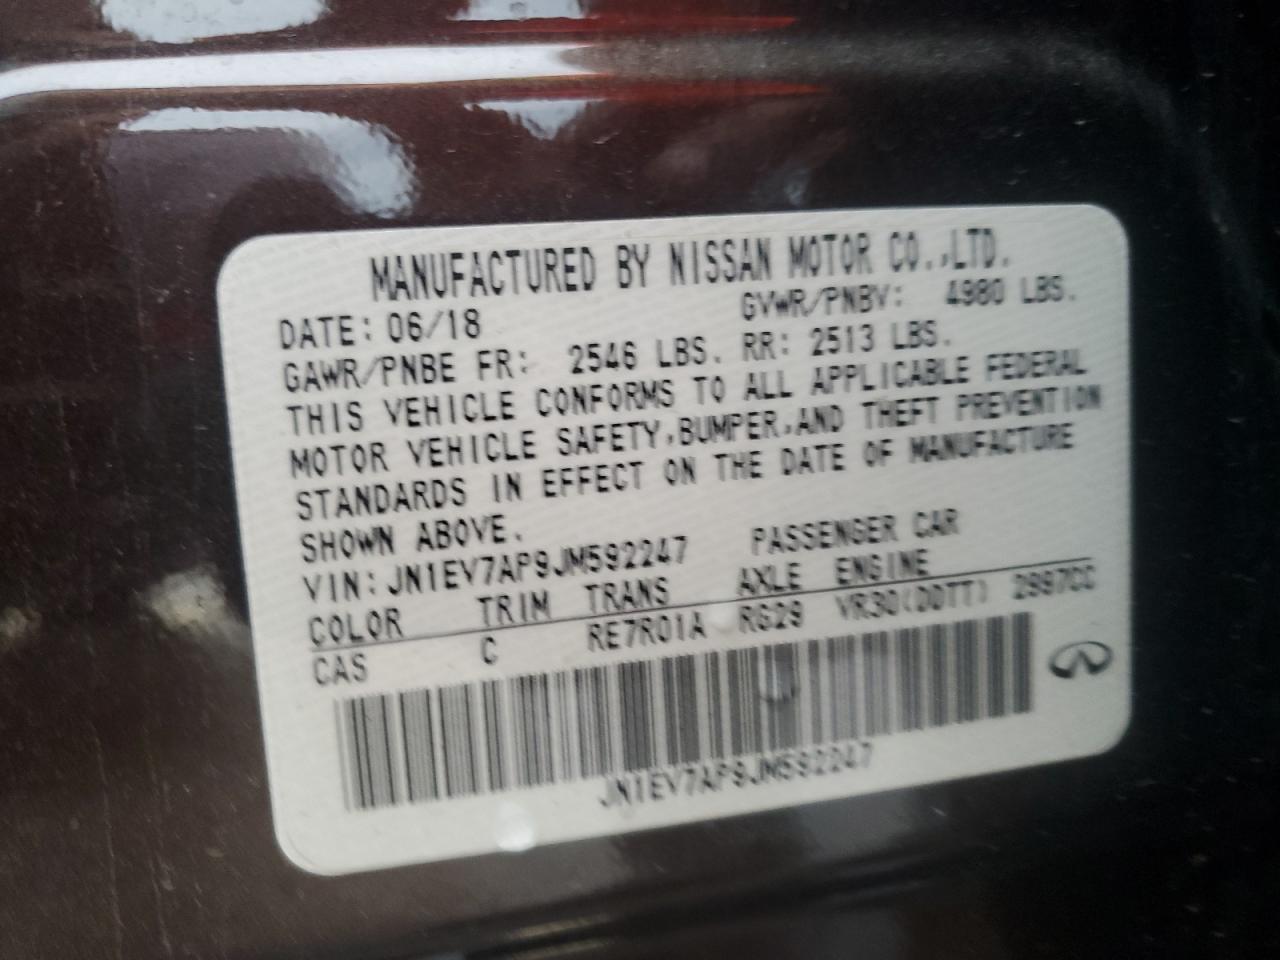 MANUFACTURED BY NISSAN MOTOR CO.,LTD.
DATE: 06/18 GVWR/PNBV: 4980 LBS.
GAWR/PNBE FR: 2546 LBS. RR: 2513 LBS.
THIS VEHICLE CONFORMS TO ALL APPLICABLE FEDERAL
MOTOR VEHICLE SAFETY,BUMPER,AND THEFT PREVENTION
STANDARDS IN EFFECT ON THE DATE OF MANUFACTURE
SHOWN ABOVE.
VIN: JN1EV7AP9JM592247 PASSENGER CAR
COLOR TRIM TRANS AXLE ENGINE
CAS C RE7R01A RG29 VR30(DDTT) 2997CC
JN1EV7AP9JM592247